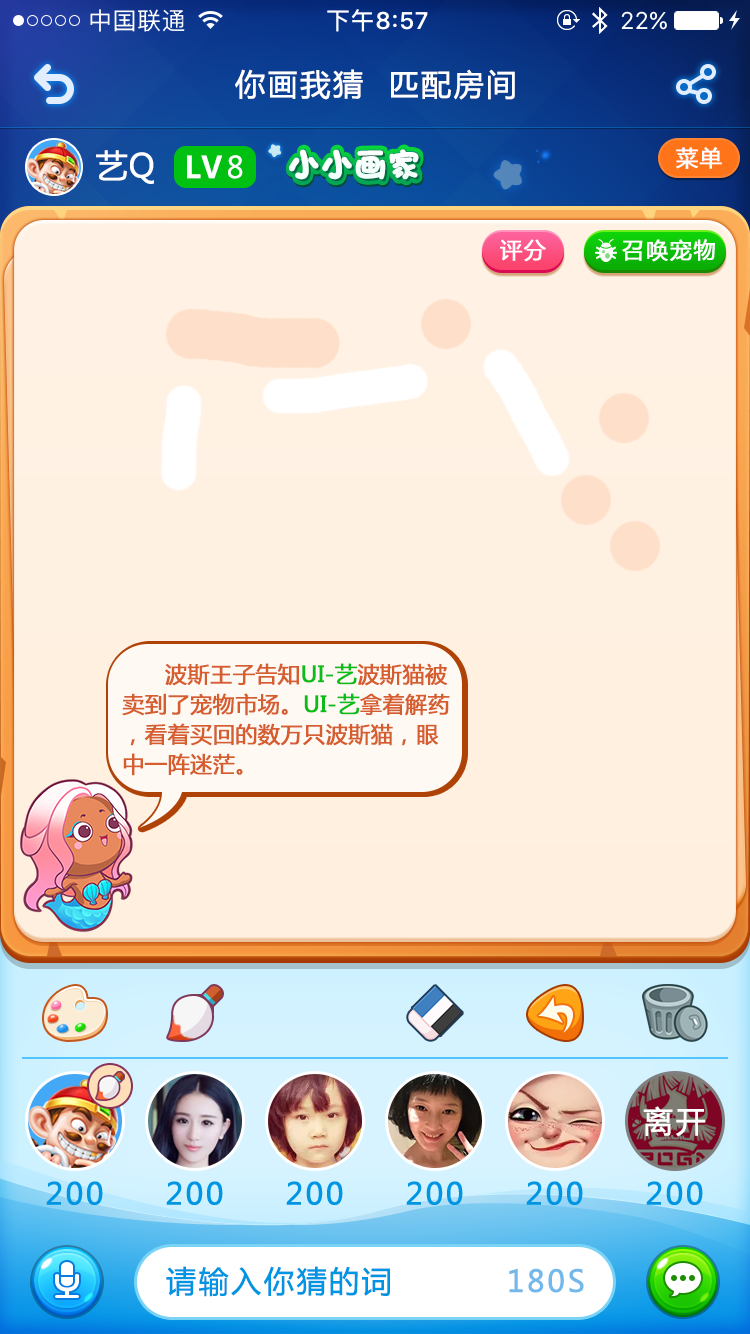 中国联通 下午8:57 22%
你画我猜 匹配房间
艺Q LV8 小小画家 菜单
评分 召唤宠物
波斯王子告知UI-艺波斯猫被
卖到了宠物市场。UI-艺拿着解药
，看着买回的数万只波斯猫，眼
中一阵迷茫。
离开
200 200 200 200 200 200
请输入你猜的词 180S